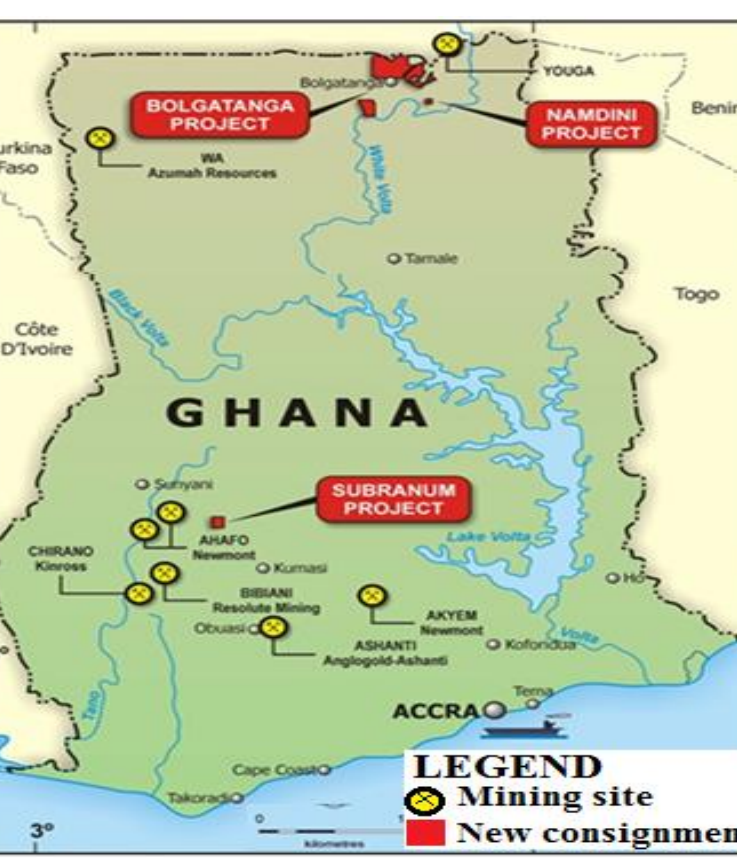 YOUGA
Bolgatanga
BOLGATANGA
PROJECT
NAMDINI
PROJECT
Benin
urkina
Faso
WA
Azumah Resources
White Volta
Tamale
Togo
Black Volta
Côte
D'Ivoire
GHANA
Sunyani
SUBRANUM
PROJECT
AHAFO
Newmont
Lake Volta
CHIRANO
Kinross
Kumasi
Ho
BIBIANI
Resolute Mining
AKYEM
Newmont
Obuasi
Volta
ASHANTI
Anglogold-Ashanti
Koforidua
Tano
Tema
ACCRA
Cape Coast
Takoradi
LEGEND
Mining site
New consignmen
3°
0
1
kilometres